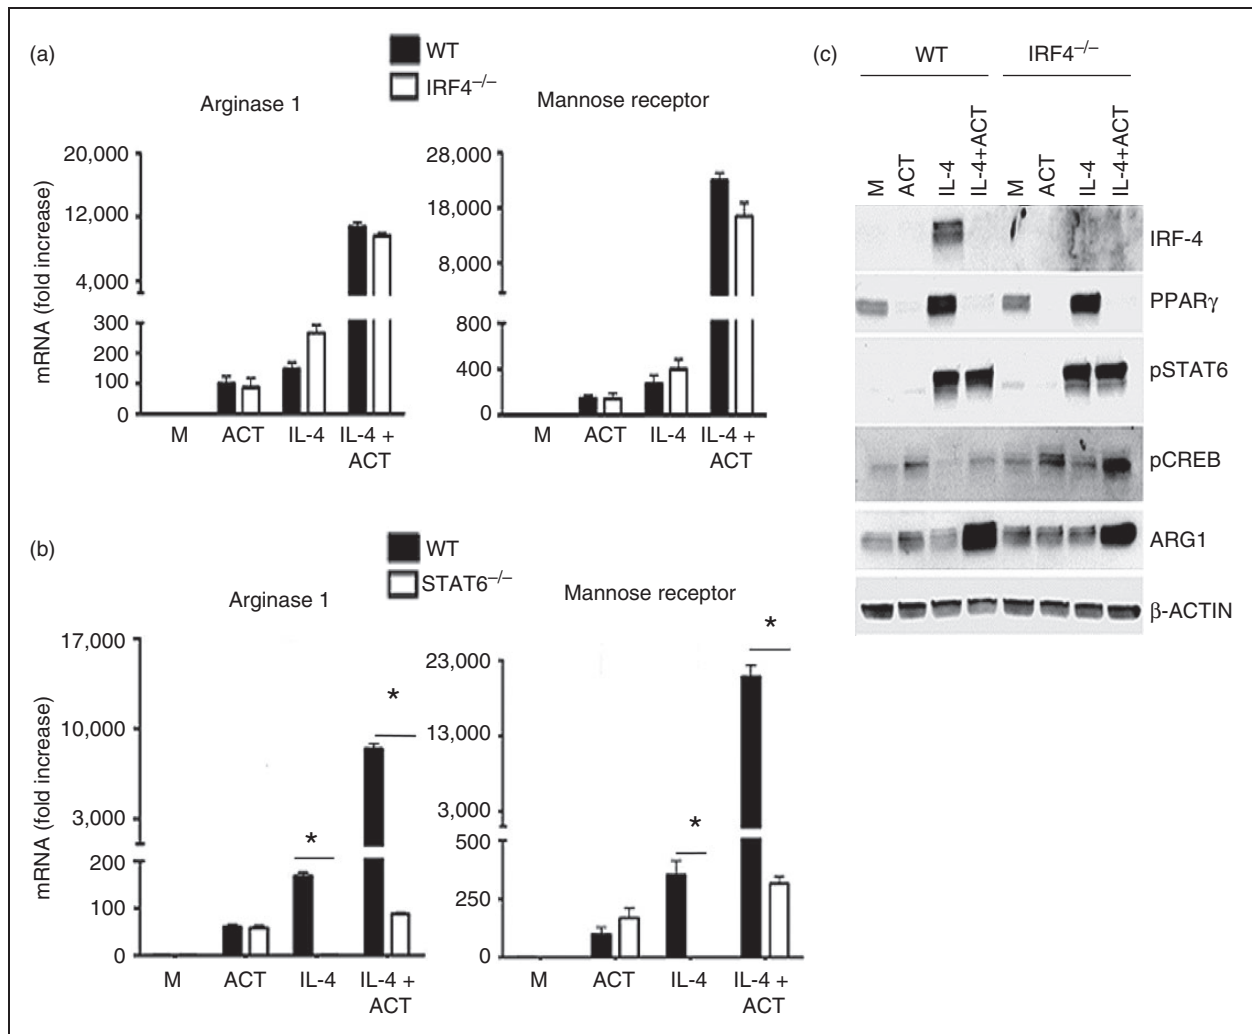 (a)
WT
IRF4–/–
Arginase 1
Mannose receptor
mRNA (fold increase)
20,000
12,000
4,000
300
200
100
0
M ACT IL-4 IL-4 +
ACT
28,000
18,000
8,000
800
400
0
M ACT IL-4 IL-4 +
ACT
(b)
WT
STAT6–/–
Arginase 1
Mannose receptor
mRNA (fold increase)
17,000
10,000
3,000
200
100
0
*
*
M ACT IL-4 IL-4 +
ACT
23,000
13,000
3,000
500
250
0
*
*
M ACT IL-4 IL-4 +
ACT
(c)
WT IRF4–/–
M ACT IL-4 IL-4+ACT M ACT IL-4 IL-4+ACT
IRF-4
PPARγ
pSTAT6
pCREB
ARG1
β-ACTIN